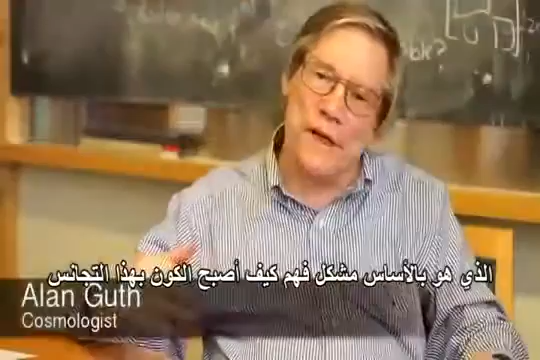 الذي هو بالأساس مشكل فهم كيف أصبح الكون بهذا التجانس
Alan Guth
Cosmologist